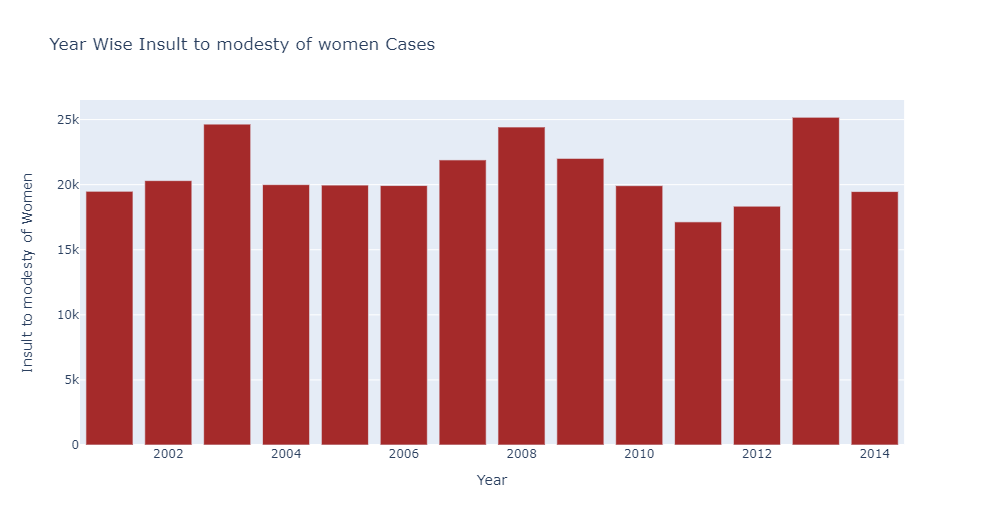 Year Wise Insult to modesty of women Cases
Insult to modesty of Women
25k
20k
15k
10k
5k
0
2002
2004
2006
2008
2010
2012
2014
Year